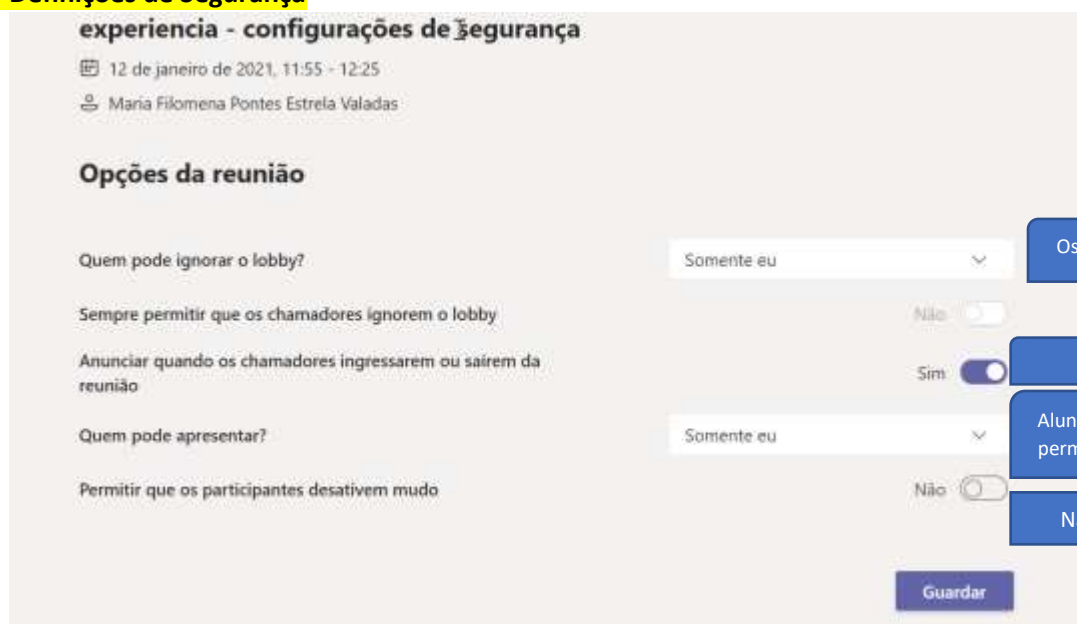 Definições de Segurança
experiencia - configurações de segurança
12 de janeiro de 2021, 11:55 - 12:25
Maria Filomena Pontes Estrela Valadas
Opções da reunião
Quem pode ignorar o lobby?
Somente eu
Os
Sempre permitir que os chamadores ignorem o lobby
Não
Anunciar quando os chamadores ingressarem ou saírem da
reunião
Sim
Quem pode apresentar?
Somente eu
Alun
perm
Permitir que os participantes desativem mudo
Não
Guardar